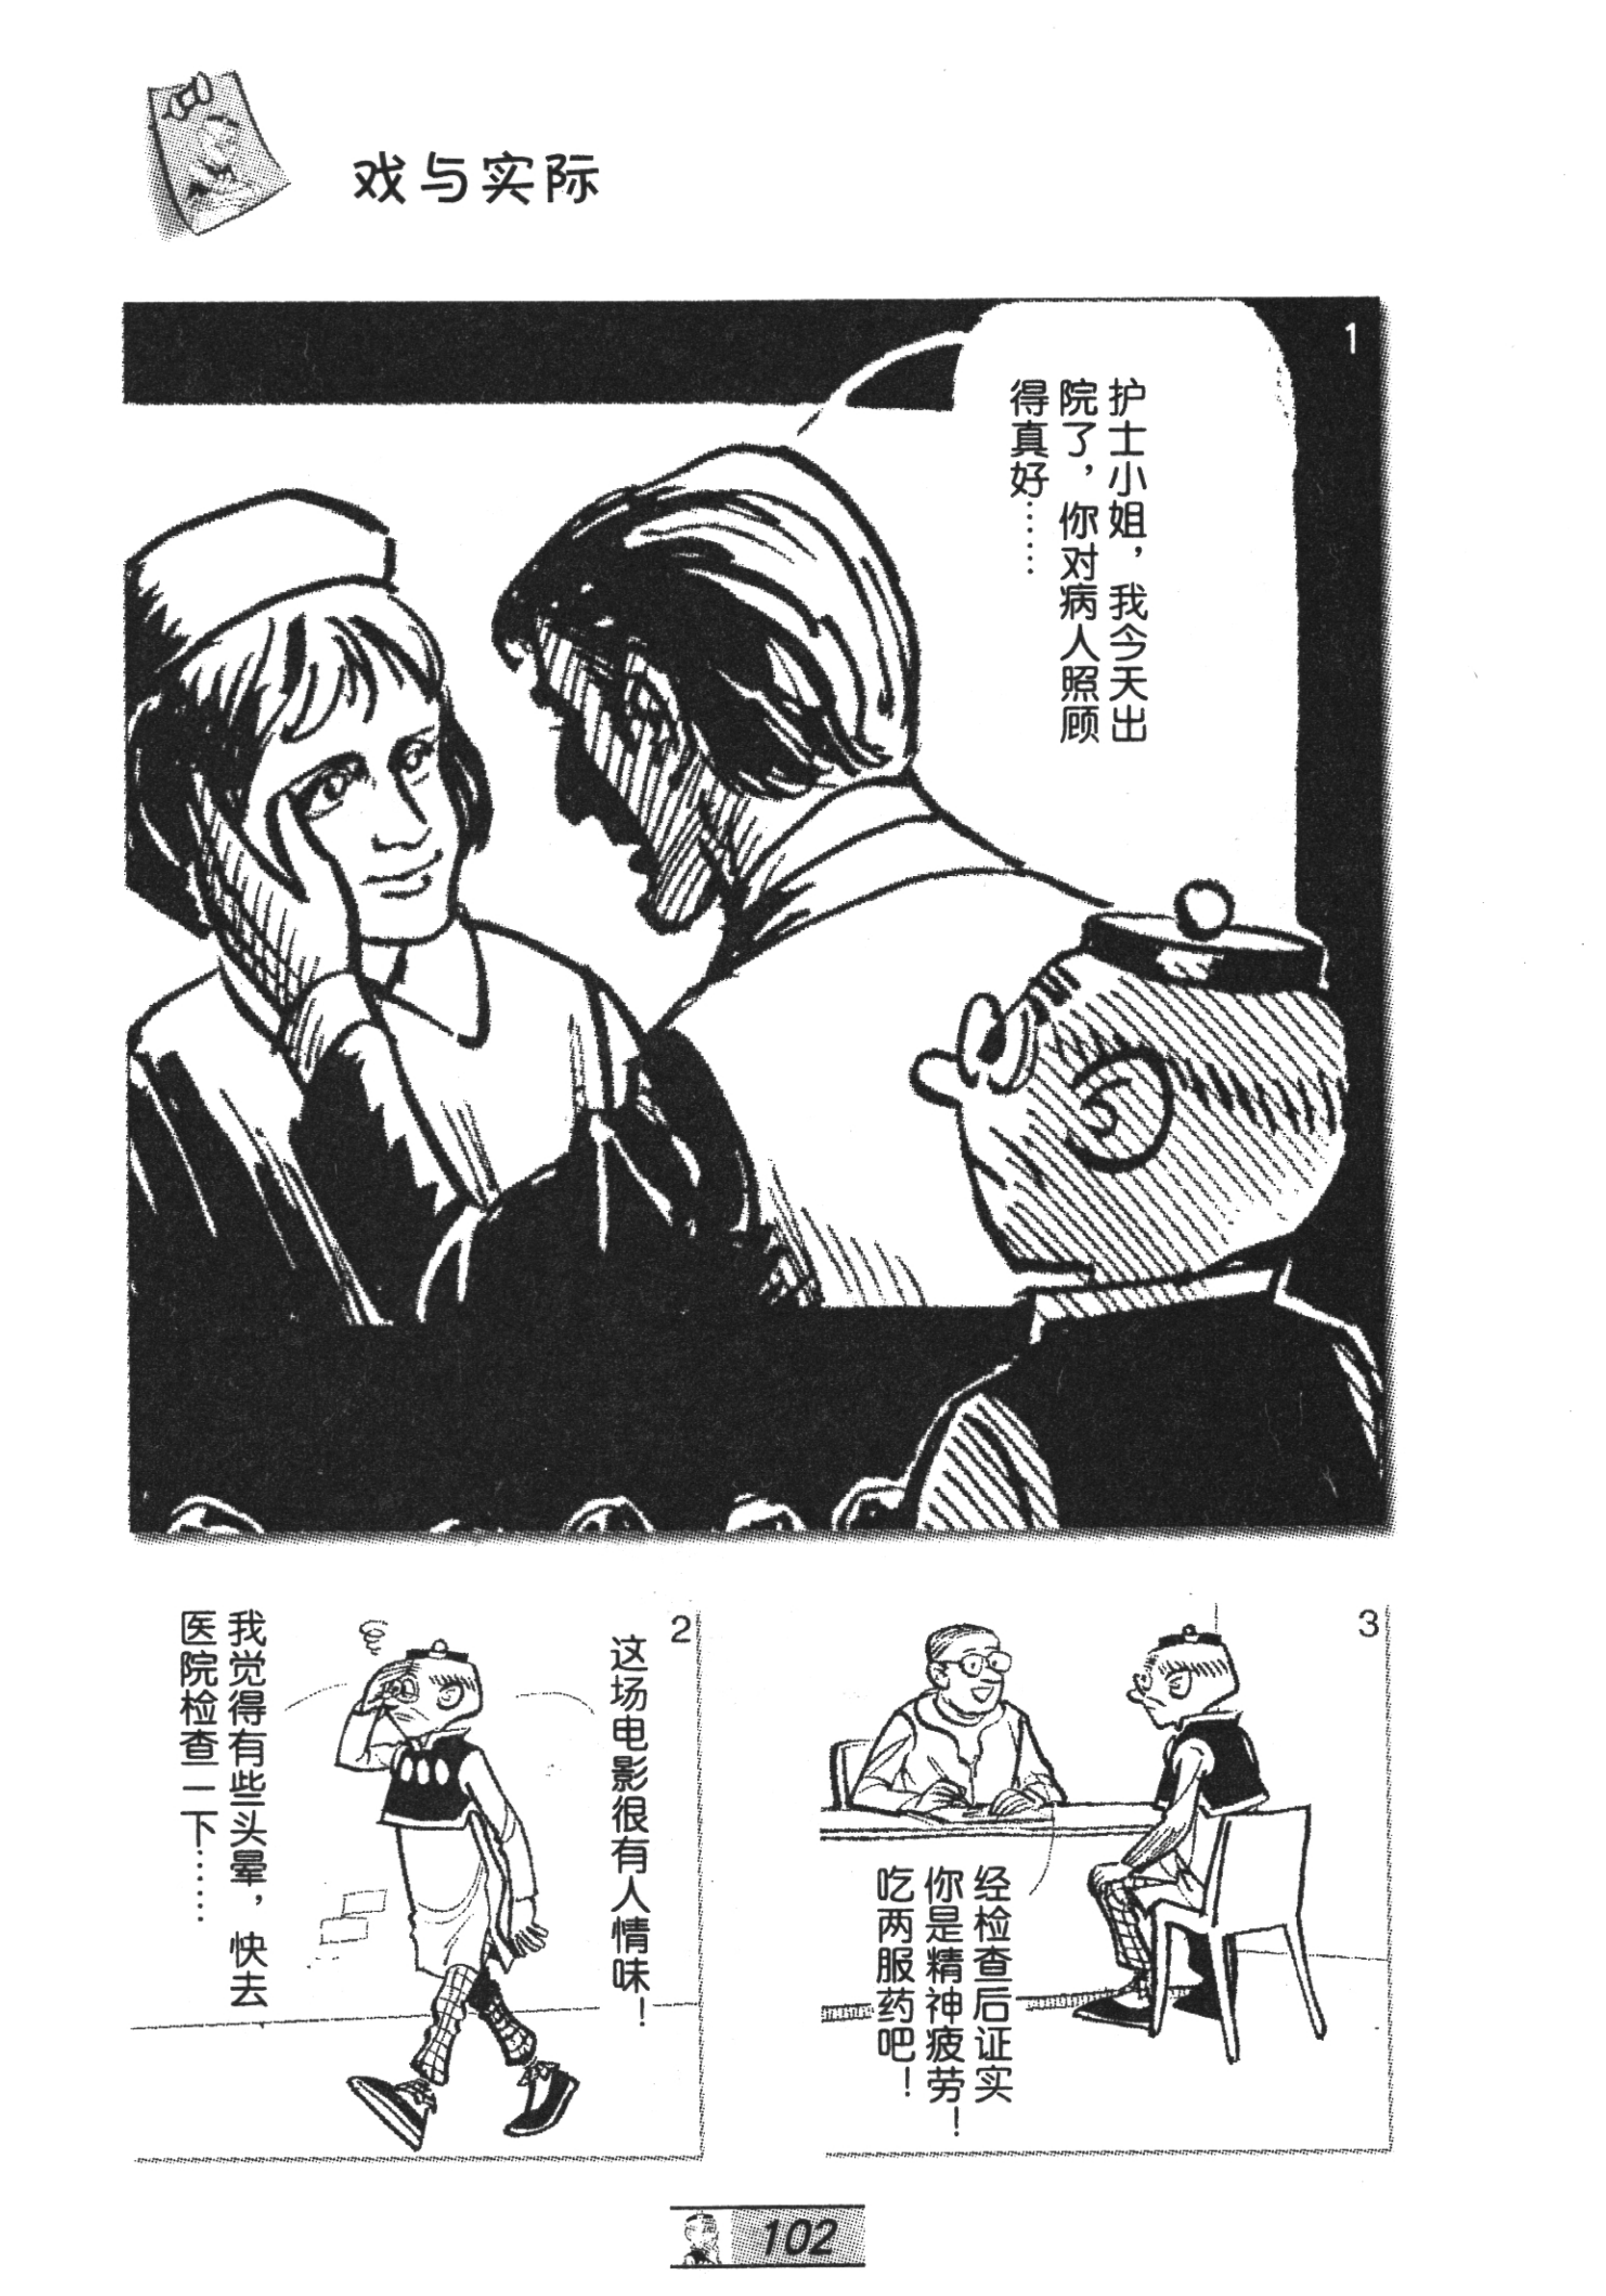 戏与实际
1
护士小姐，我今天出
院了，你对病人照顾
得真好……
2
这场电影很有人情味！
我觉得有些头晕，快去
医院检查一下……
3
经检查后证实
你是精神疲劳！
吃两服药吧！
102